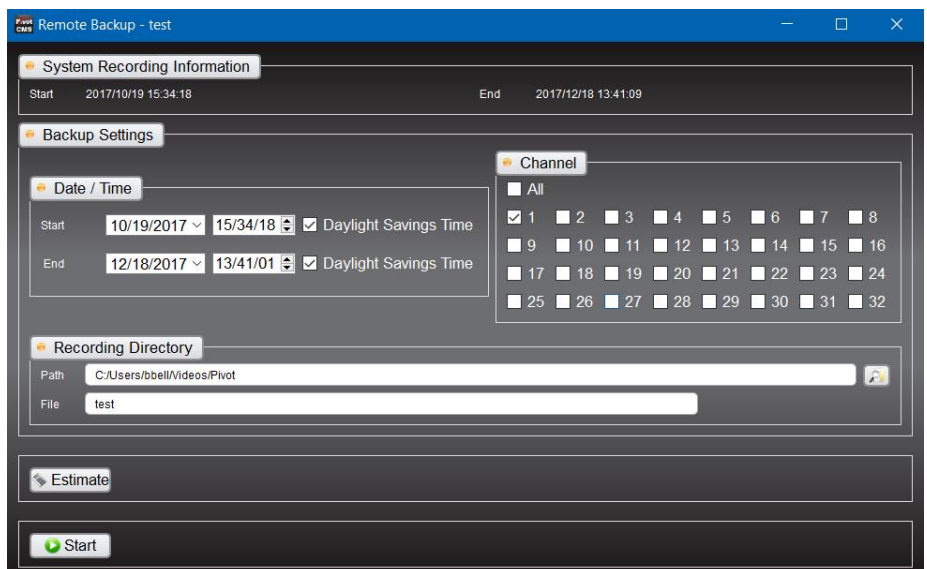 Pivot CMS Remote Backup - test
System Recording Information
Start 2017/10/19 15:34:18 End 2017/12/18 13:41:09
Backup Settings
Date / Time
Start 10/19/2017 15/34/18 Daylight Savings Time
End 12/18/2017 13/41/01 Daylight Savings Time
Channel
All
1 2 3 4 5 6 7 8
9 10 11 12 13 14 15 16
17 18 19 20 21 22 23 24
25 26 27 28 29 30 31 32
Recording Directory
Path C:/Users/bbell/Videos/Pivot
File test
Estimate
Start